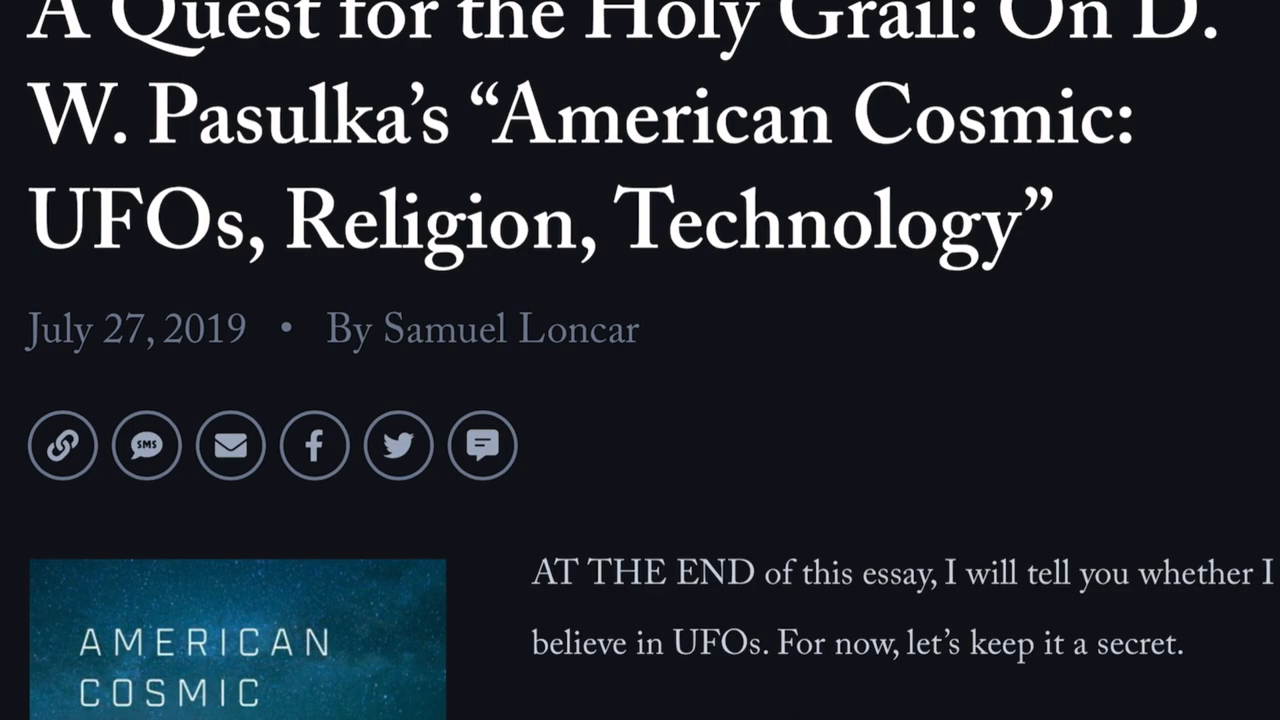 A Quest for the Holy Grail: On D.
W. Pasulka’s “American Cosmic:
UFOs, Religion, Technology”
July 27, 2019 • By Samuel Loncar
SMS
AT THE END of this essay, I will tell you whether I
believe in UFOs. For now, let’s keep it a secret.
AMERICAN
COSMIC